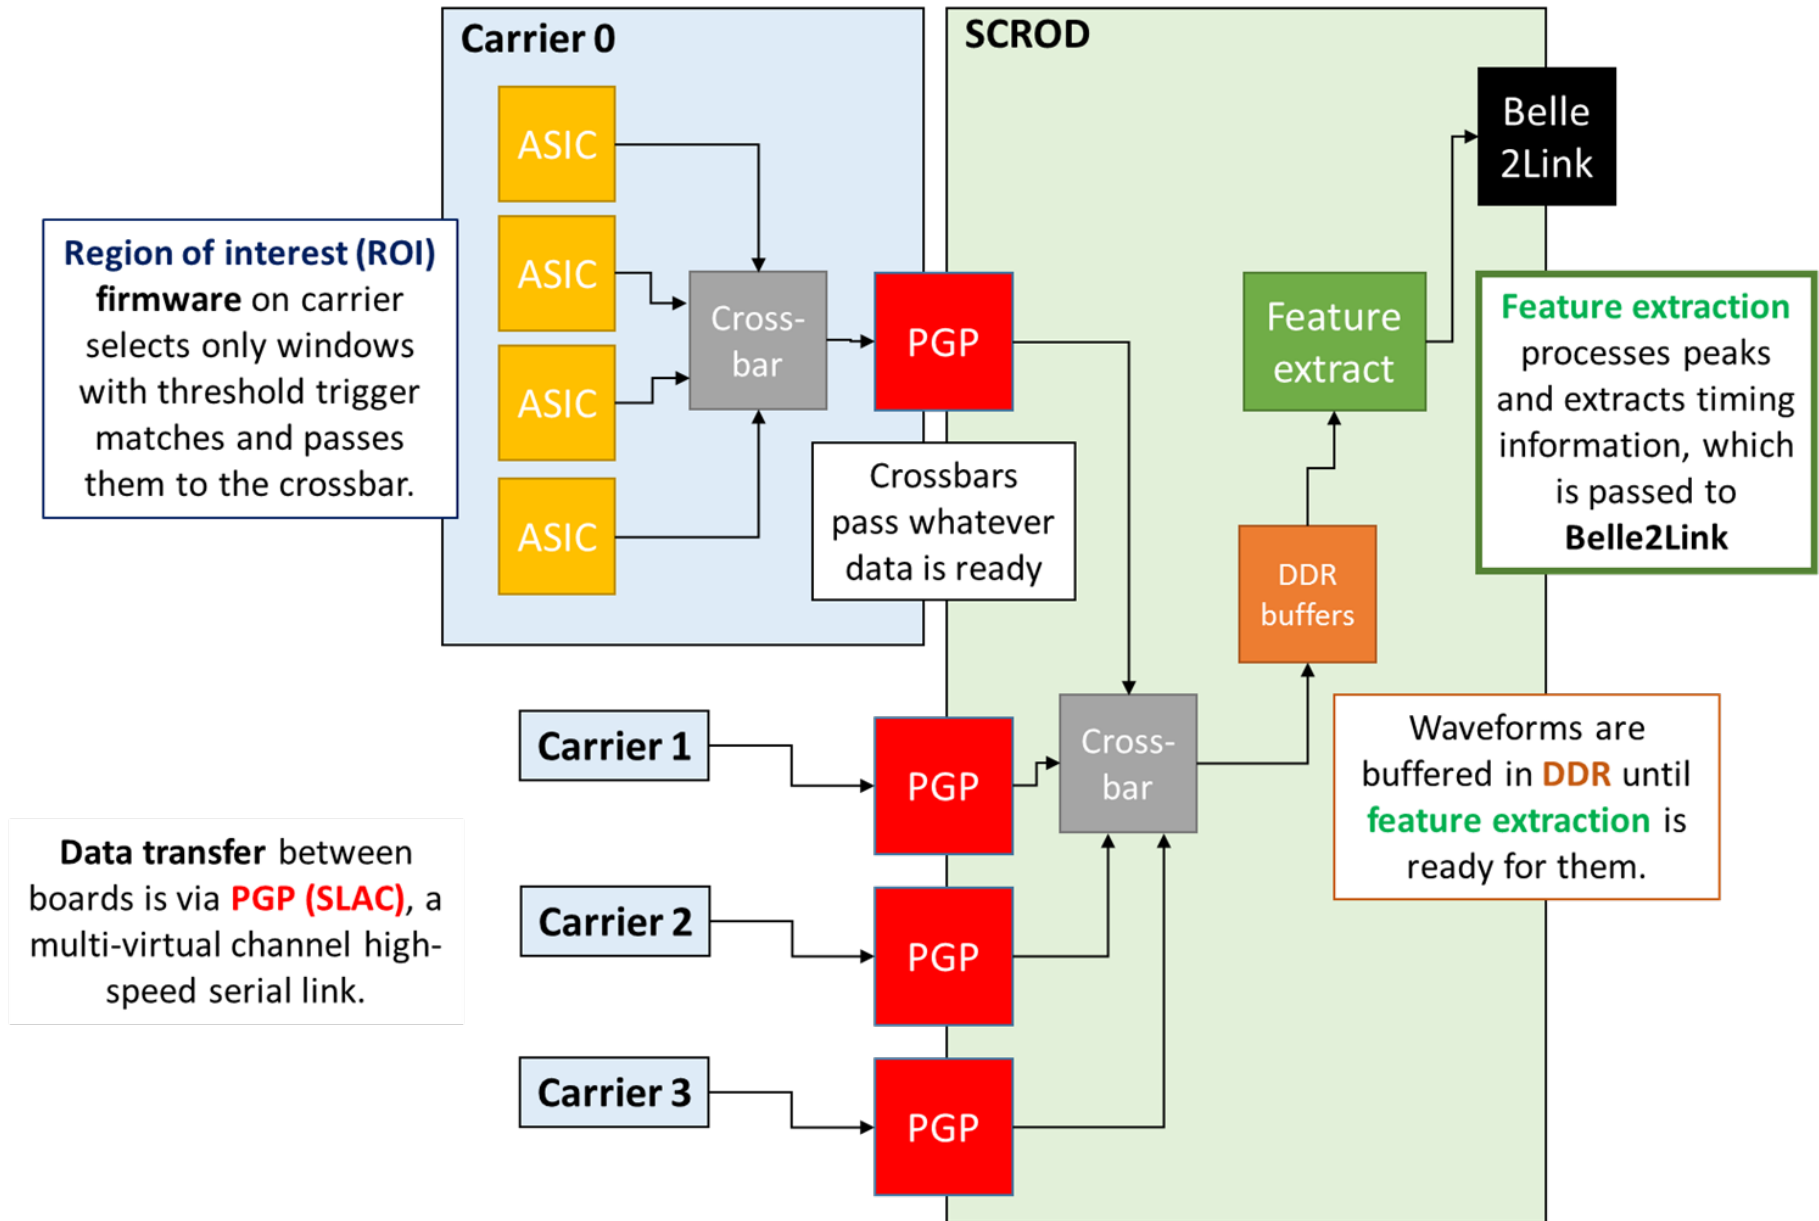 Carrier 0
SCROD
ASIC
ASIC
ASIC
ASIC
Cross-
bar
PGP
Belle
2Link
Region of interest (ROI)
firmware on carrier
selects only windows
with threshold trigger
matches and passes
them to the crossbar.
Crossbars
pass whatever
data is ready
Feature
extract
Feature extraction
processes peaks
and extracts timing
information, which
is passed to
Belle2Link
DDR
buffers
Waveforms are
buffered in DDR until
feature extraction is
ready for them.
Carrier 1
PGP
Cross-
bar
Data transfer between
boards is via PGP (SLAC), a
multi-virtual channel high-
speed serial link.
Carrier 2
PGP
Carrier 3
PGP